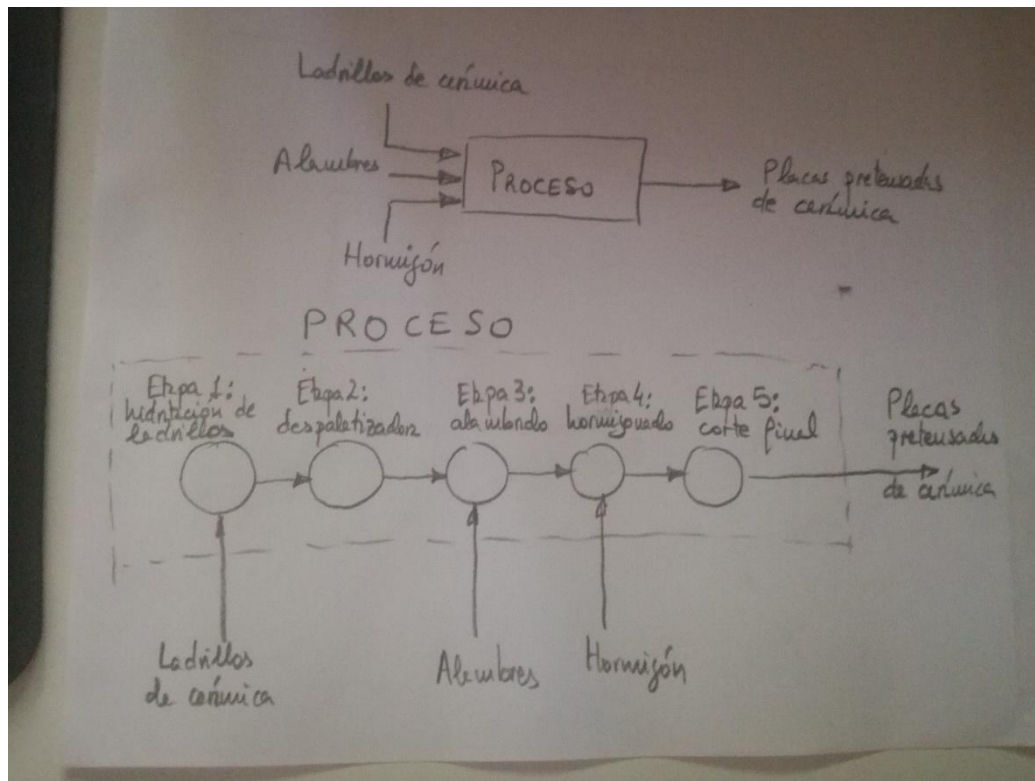 Ladrillos de cerámica
Alambres
PROCESO
Placas pretensadas
de cerámica
Hormigón
PROCESO
Etapa 1:
hidratación de
ladrillos
Etapa 2:
despaletizador
Etapa 3:
alambrado
Etapa 4:
hormigonado
Etapa 5:
corte final
Placas
pretensadas
de cerámica
Ladrillos
de cerámica
Alambres
Hormigón